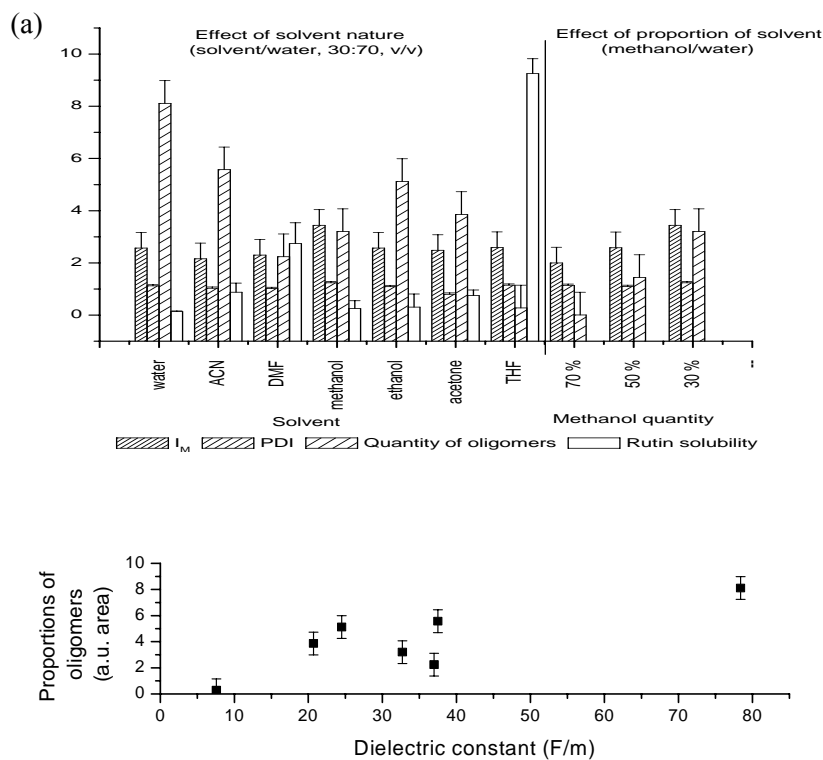 (a)
Effect of solvent nature
(solvent/water, 30:70, v/v)
Effect of proportion of solvent
(methanol/water)
10
8
6
4
2
0
water
ACN
DMF
methanol
ethanol
acetone
THF
70 %
50 %
30 %
Solvent
Methanol quantity
I_M
PDI
Quantity of oligomers
Rutin solubility
Proportions of
oligomers
(a.u. area)
10
8
6
4
2
0
0
10
20
30
40
50
60
70
80
Dielectric constant (F/m)